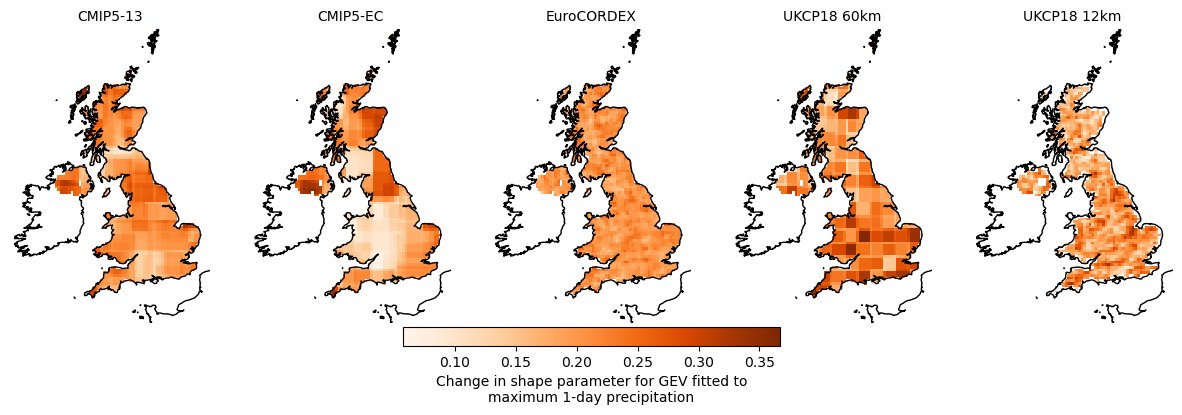 CMIP5-13
CMIP5-EC
EuroCORDEX
UKCP18 60km
UKCP18 12km
0.10
0.15
0.20
0.25
0.30
0.35
Change in shape parameter for GEV fitted to
maximum 1-day precipitation